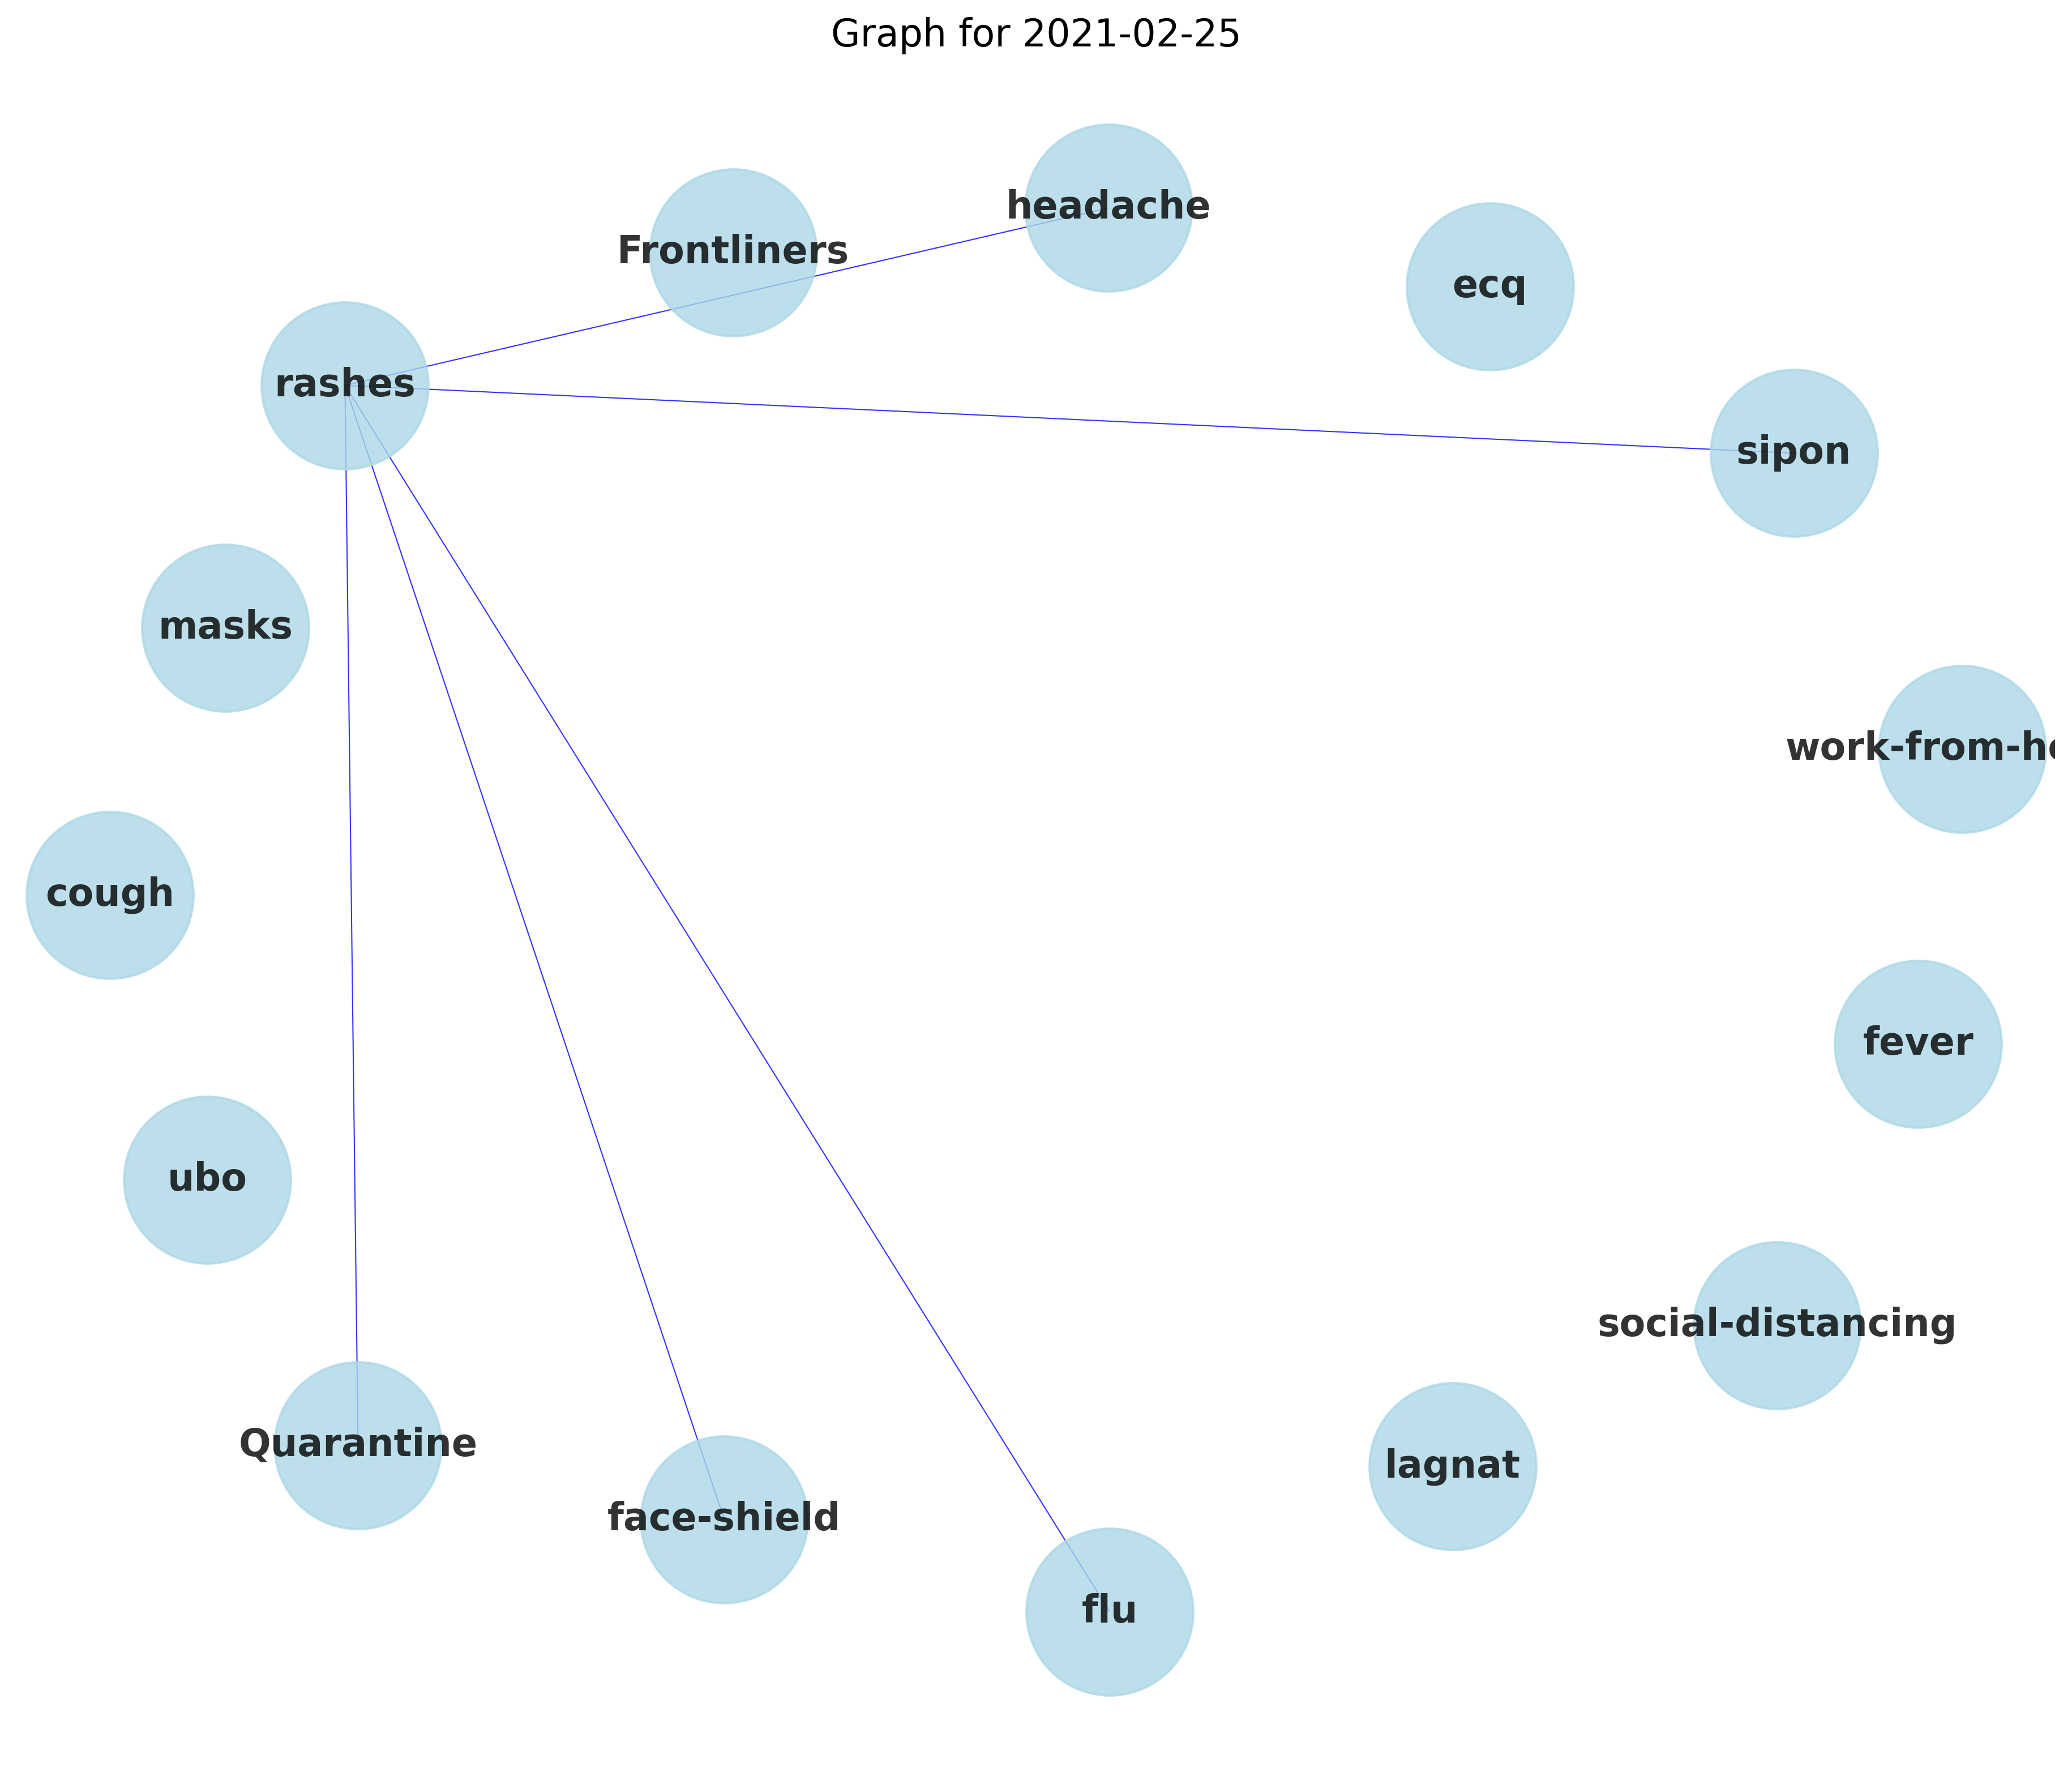 Graph for 2021-02-25
headache
Frontliners
ecq
rashes
sipon
masks
work-from-h
cough
fever
ubo
social-distancing
Quarantine
lagnat
face-shield
flu